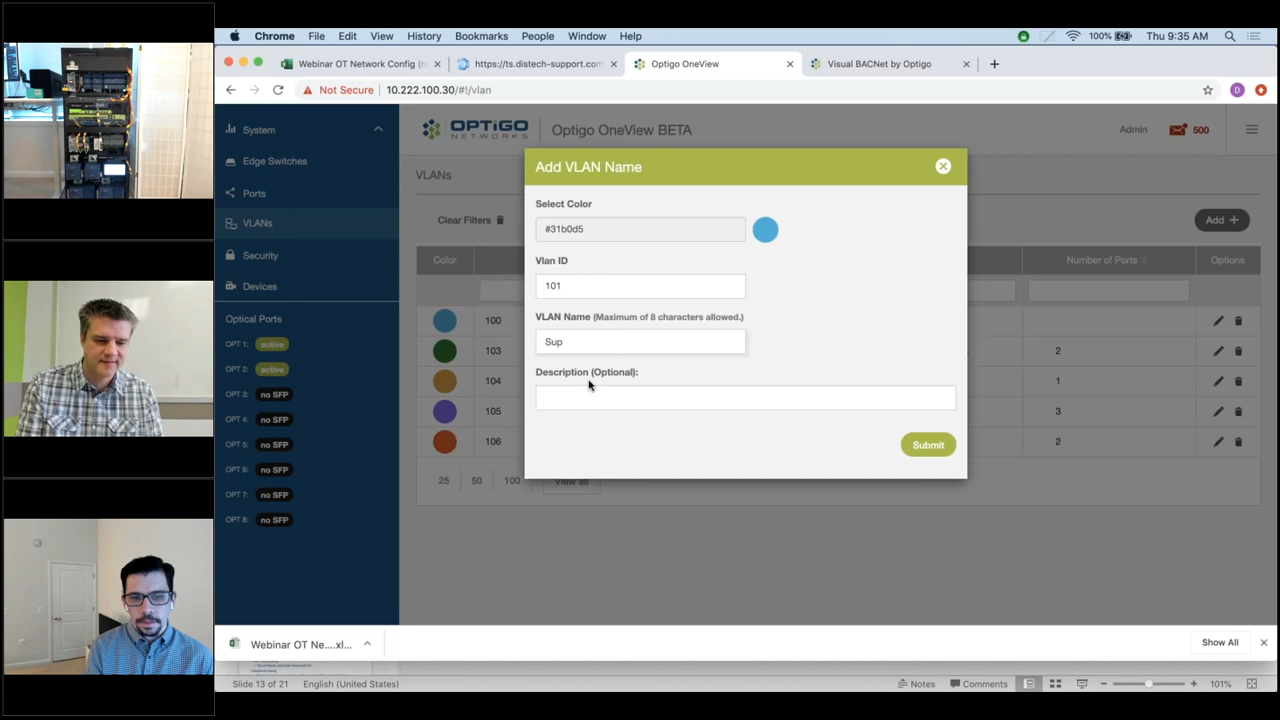 Chrome File Edit View History Bookmarks People Window Help 100% Thu 9:35 AM
Webinar OT Network Config (r https://ts.distech-support.com Optigo OneView Visual BACNet by Optigo
Not Secure 10.222.100.30/#!/vlan D
System
Edge Switches
Ports
VLANs
Security
Devices
Optical Ports
OPT 1: active
OPT 2: active
OPT 3: no SFP
OPT 4: no SFP
OPT 5: no SFP
OPT 6: no SFP
OPT 7: no SFP
OPT 8: no SFP
OPTIGO NETWORKS Optigo OneView BETA Admin 500
VLANs
Clear Filters Add +
Color Number of Ports Options
100
103 2
104 1
105 3
106 2
25 50 100 View all
Add VLAN Name
Select Color
#31b0d5
Vlan ID
101
VLAN Name (Maximum of 8 characters allowed.)
Sup
Description (Optional):
Submit
Webinar OT Ne....xl... Show All
Slide 13 of 21 English (United States) Notes Comments 101%